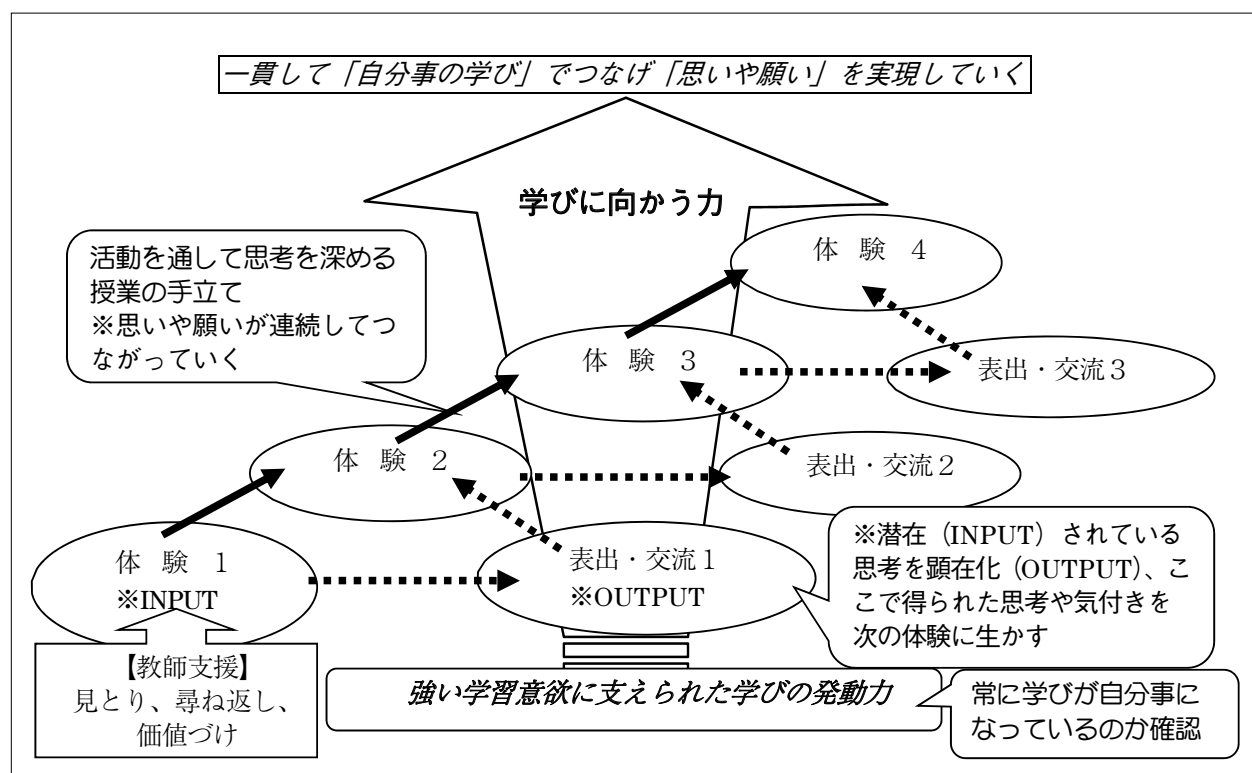 一貫して「自分事の学び」でつなげ「思いや願い」を実現していく
学びに向かう力
活動を通して思考を深める
授業の手立て
※思いや願いが連続してつ
ながっていく
体 験 4
体 験 3
表出・交流３
体 験 2
表出・交流２
体 験 1
※INPUT
表出・交流１
※OUTPUT
※潜在（INPUT）されている
思考を顕在化（OUTPUT）、こ
こで得られた思考や気付きを
次の体験に生かす
【教師支援】
見とり、尋ね返し、
価値づけ
強い学習意欲に支えられた学びの発動力
常に学びが自分事に
なっているのか確認